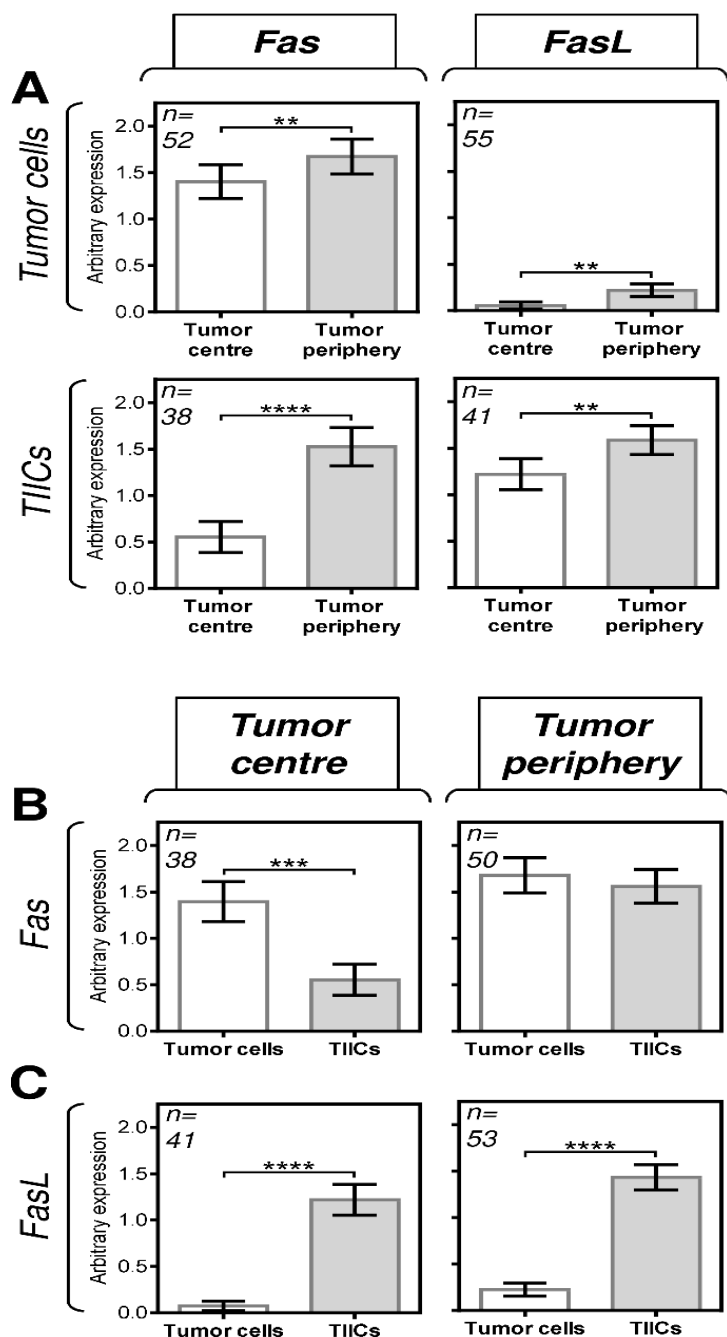 Fas
FasL
A
Tumor cells
Arbitrary expression
2.0
1.5
1.0
0.5
0.0
n=
52
**
Tumor
centre
Tumor
periphery
n=
55
**
Tumor
centre
Tumor
periphery
TIICs
Arbitrary expression
2.0
1.5
1.0
0.5
0.0
n=
38
****
Tumor
centre
Tumor
periphery
n=
41
**
Tumor
centre
Tumor
periphery
Tumor
centre
Tumor
periphery
B
Fas
Arbitrary expression
2.0
1.5
1.0
0.5
0.0
n=
38
***
Tumor cells
TIICs
n=
50
Tumor cells
TIICs
C
FasL
Arbitrary expression
2.0
1.5
1.0
0.5
0.0
n=
41
****
Tumor cells
TIICs
n=
53
****
Tumor cells
TIICs